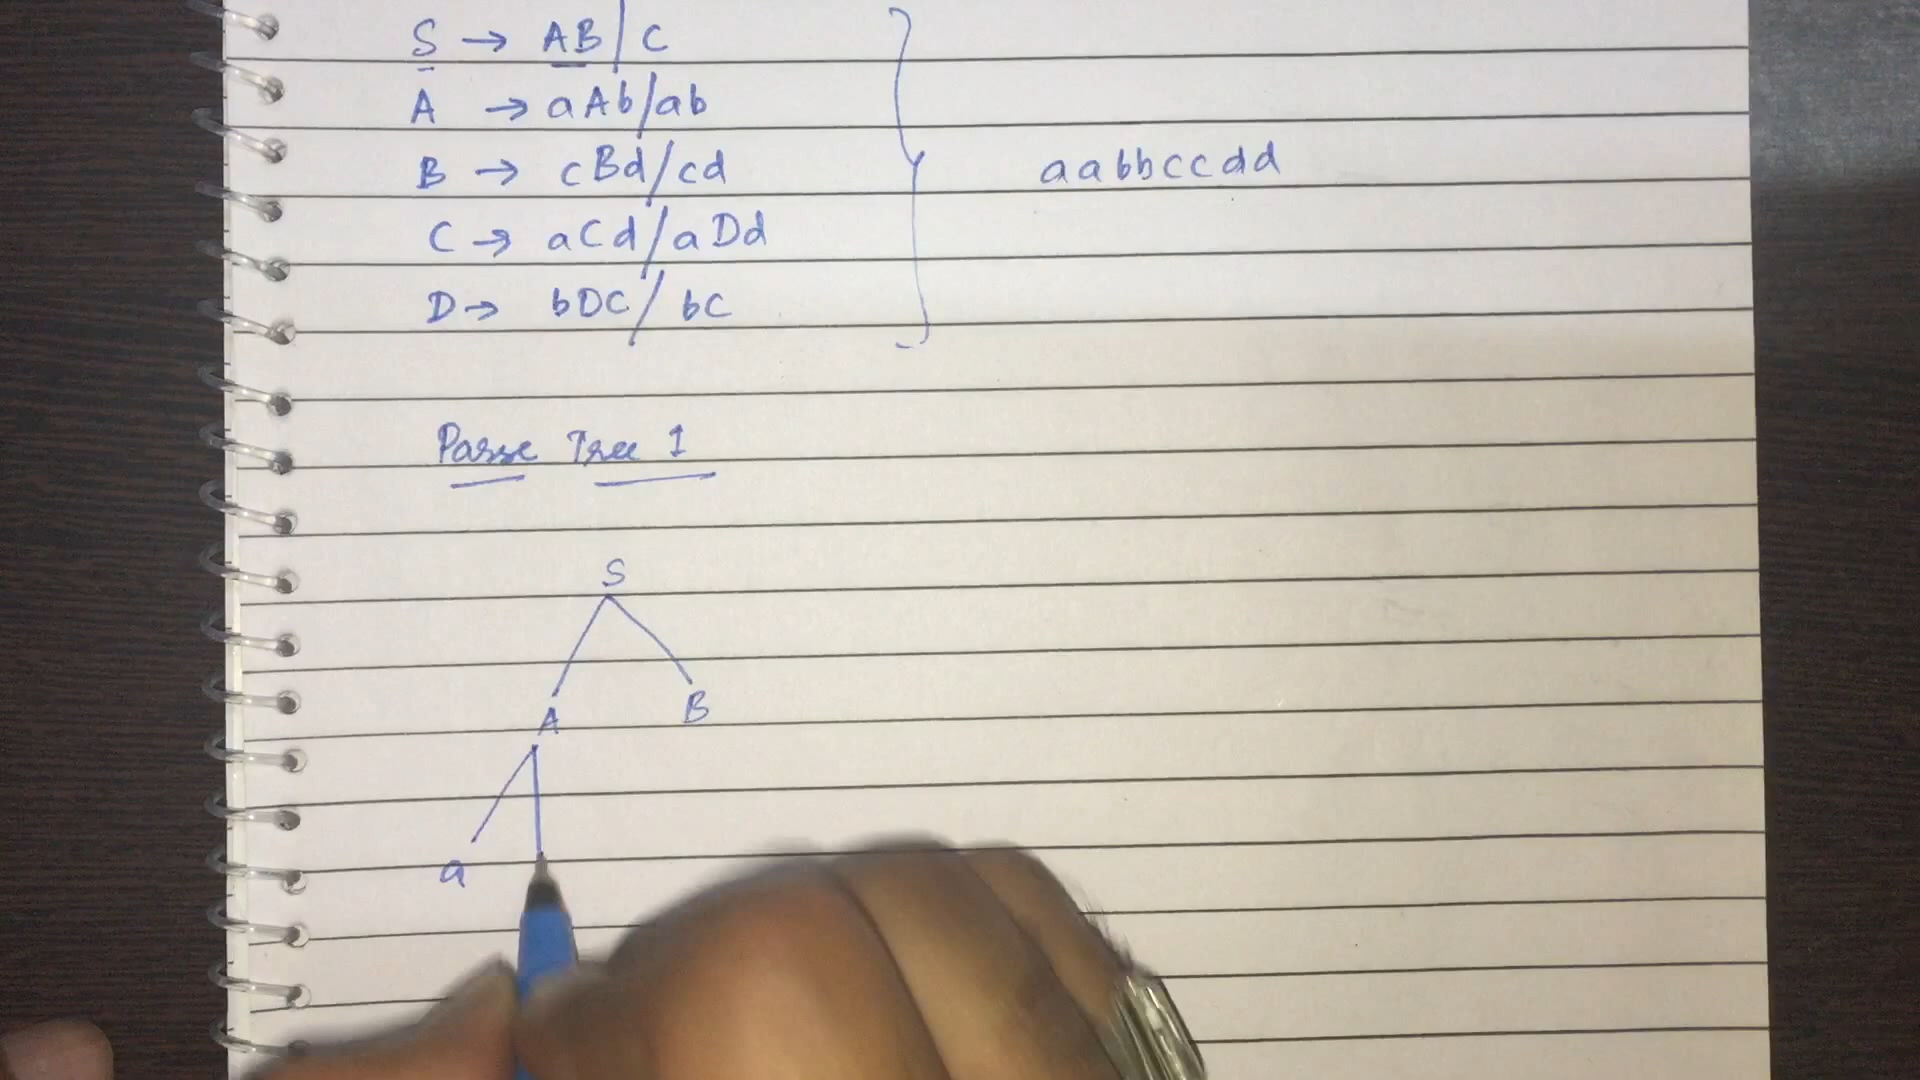 S → AB | C
A → aAb/ab
B → cBd/cd
aabbccdd
C → aCd/aDd
D → bDC/bC
Parse Tree 1
S
A B
a